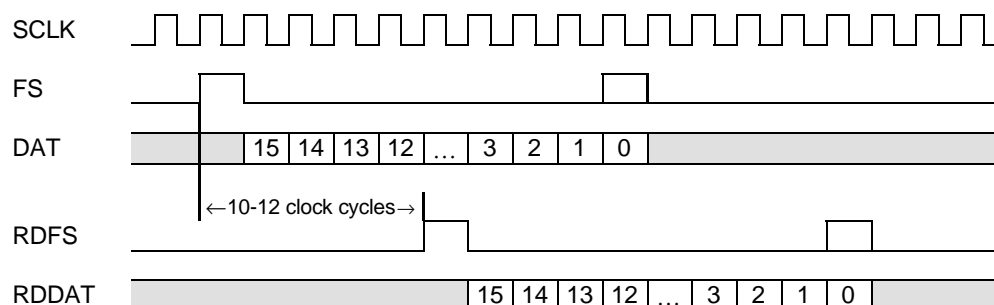 SCLK
FS
DAT 15 14 13 12 ... 3 2 1 0
←10-12 clock cycles→
RDFS
RDDAT 15 14 13 12 ... 3 2 1 0